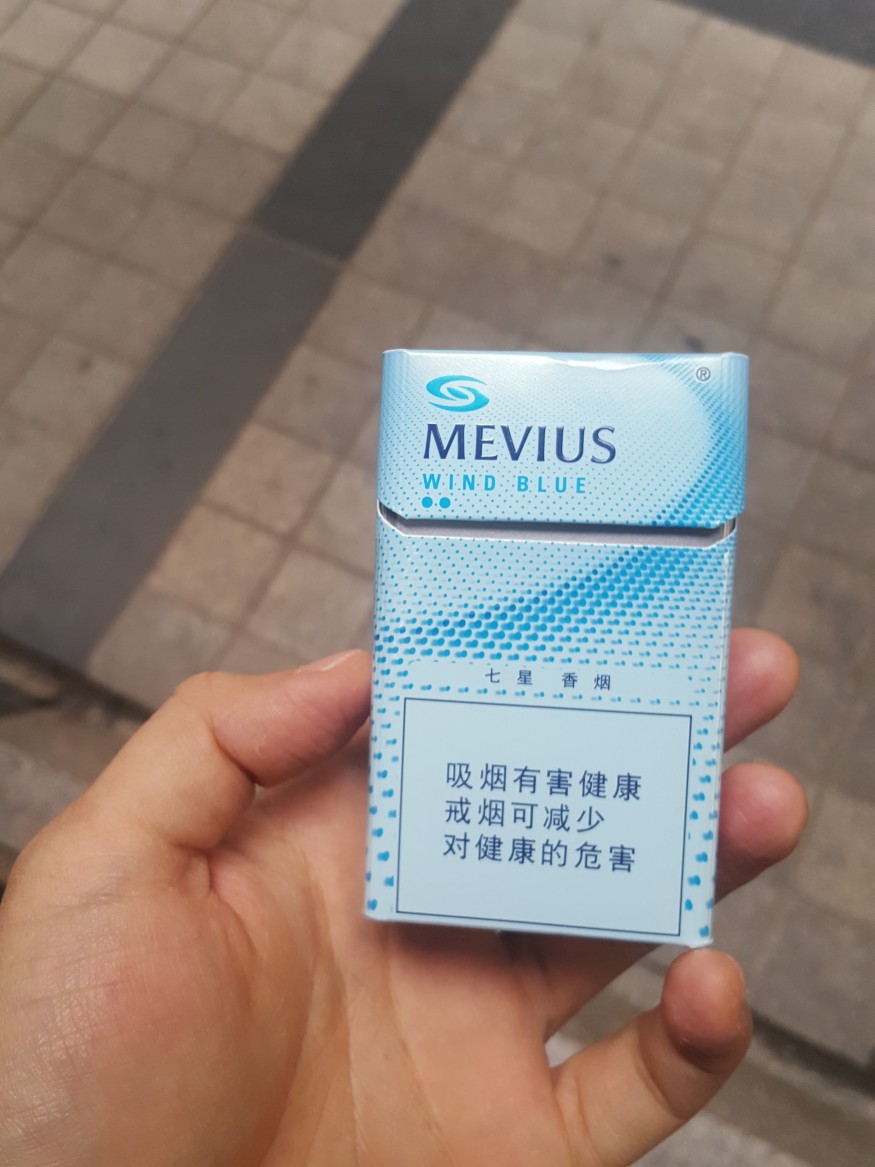 ®
MEVIUS
WIND BLUE
七星 香烟
吸烟有害健康
戒烟可减少
对健康的危害